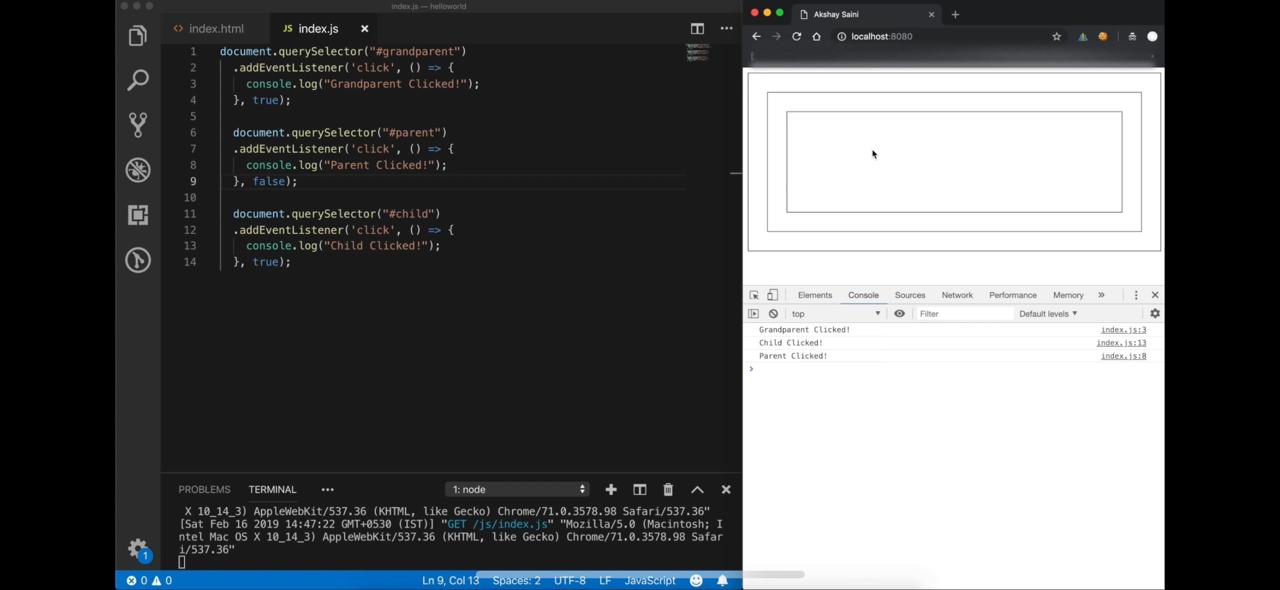 index.js — helloworld
index.html
JS index.js
1 document.querySelector("#grandparent")
2 .addEventListener('click', () => {
3 console.log("Grandparent Clicked!");
4 }, true);
5
6 document.querySelector("#parent")
7 .addEventListener('click', () => {
8 console.log("Parent Clicked!");
9 }, false);
10
11 document.querySelector("#child")
12 .addEventListener('click', () => {
13 console.log("Child Clicked!");
14 }, true);
PROBLEMS TERMINAL 1: node
X 10_14_3) AppleWebKit/537.36 (KHTML, like Gecko) Chrome/71.0.3578.98 Safari/537.36"
[Sat Feb 16 2019 14:47:22 GMT+0530 (IST)] "GET /js/index.js" "Mozilla/5.0 (Macintosh; I
ntel Mac OS X 10_14_3) AppleWebKit/537.36 (KHTML, like Gecko) Chrome/71.0.3578.98 Safar
i/537.36"
1
0 0 Ln 9, Col 13 Spaces: 2 UTF-8 LF JavaScript
Akshay Saini
localhost:8080
Elements Console Sources Network Performance Memory
top Filter Default levels
Grandparent Clicked! index.js:3
Child Clicked! index.js:13
Parent Clicked! index.js:8